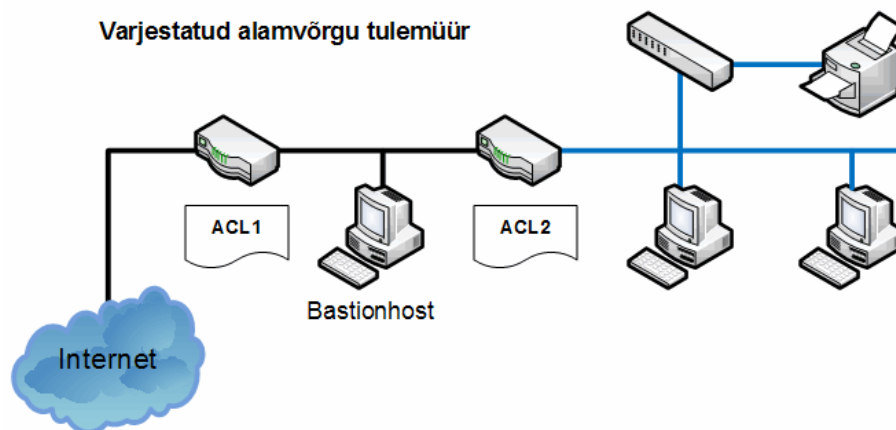 Varjestatud alamvõrgu tulemüür
ACL1
ACL2
Bastionhost
Internet